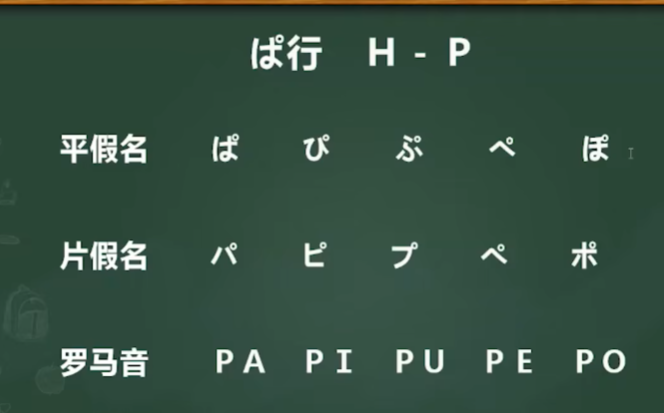 ぱ行 H - P
平假名 ぱ ぴ ぷ ぺ ぽ
片假名 パ ピ プ ペ ポ
罗马音 PA PI PU PE PO